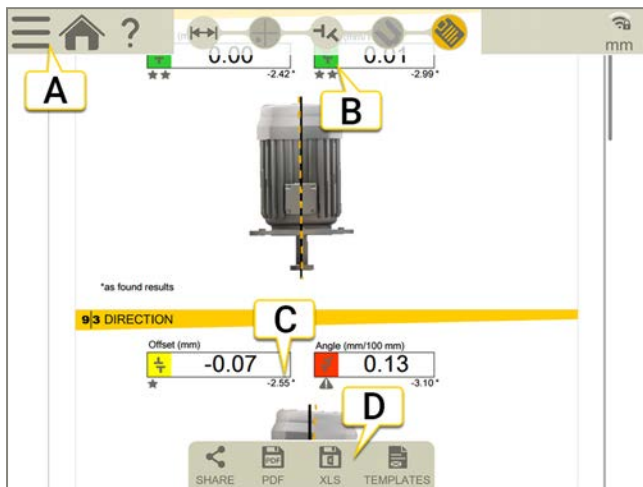 ?
mm
A
0.00
0.01
-2.42*
-2.99*
B
*as found results
9|3 DIRECTION
C
Offset (mm)
Angle (mm/100 mm)
-0.07
0.13
-2.55*
-3.10*
D
PDF
SHARE
PDF
XLS
TEMPLATES